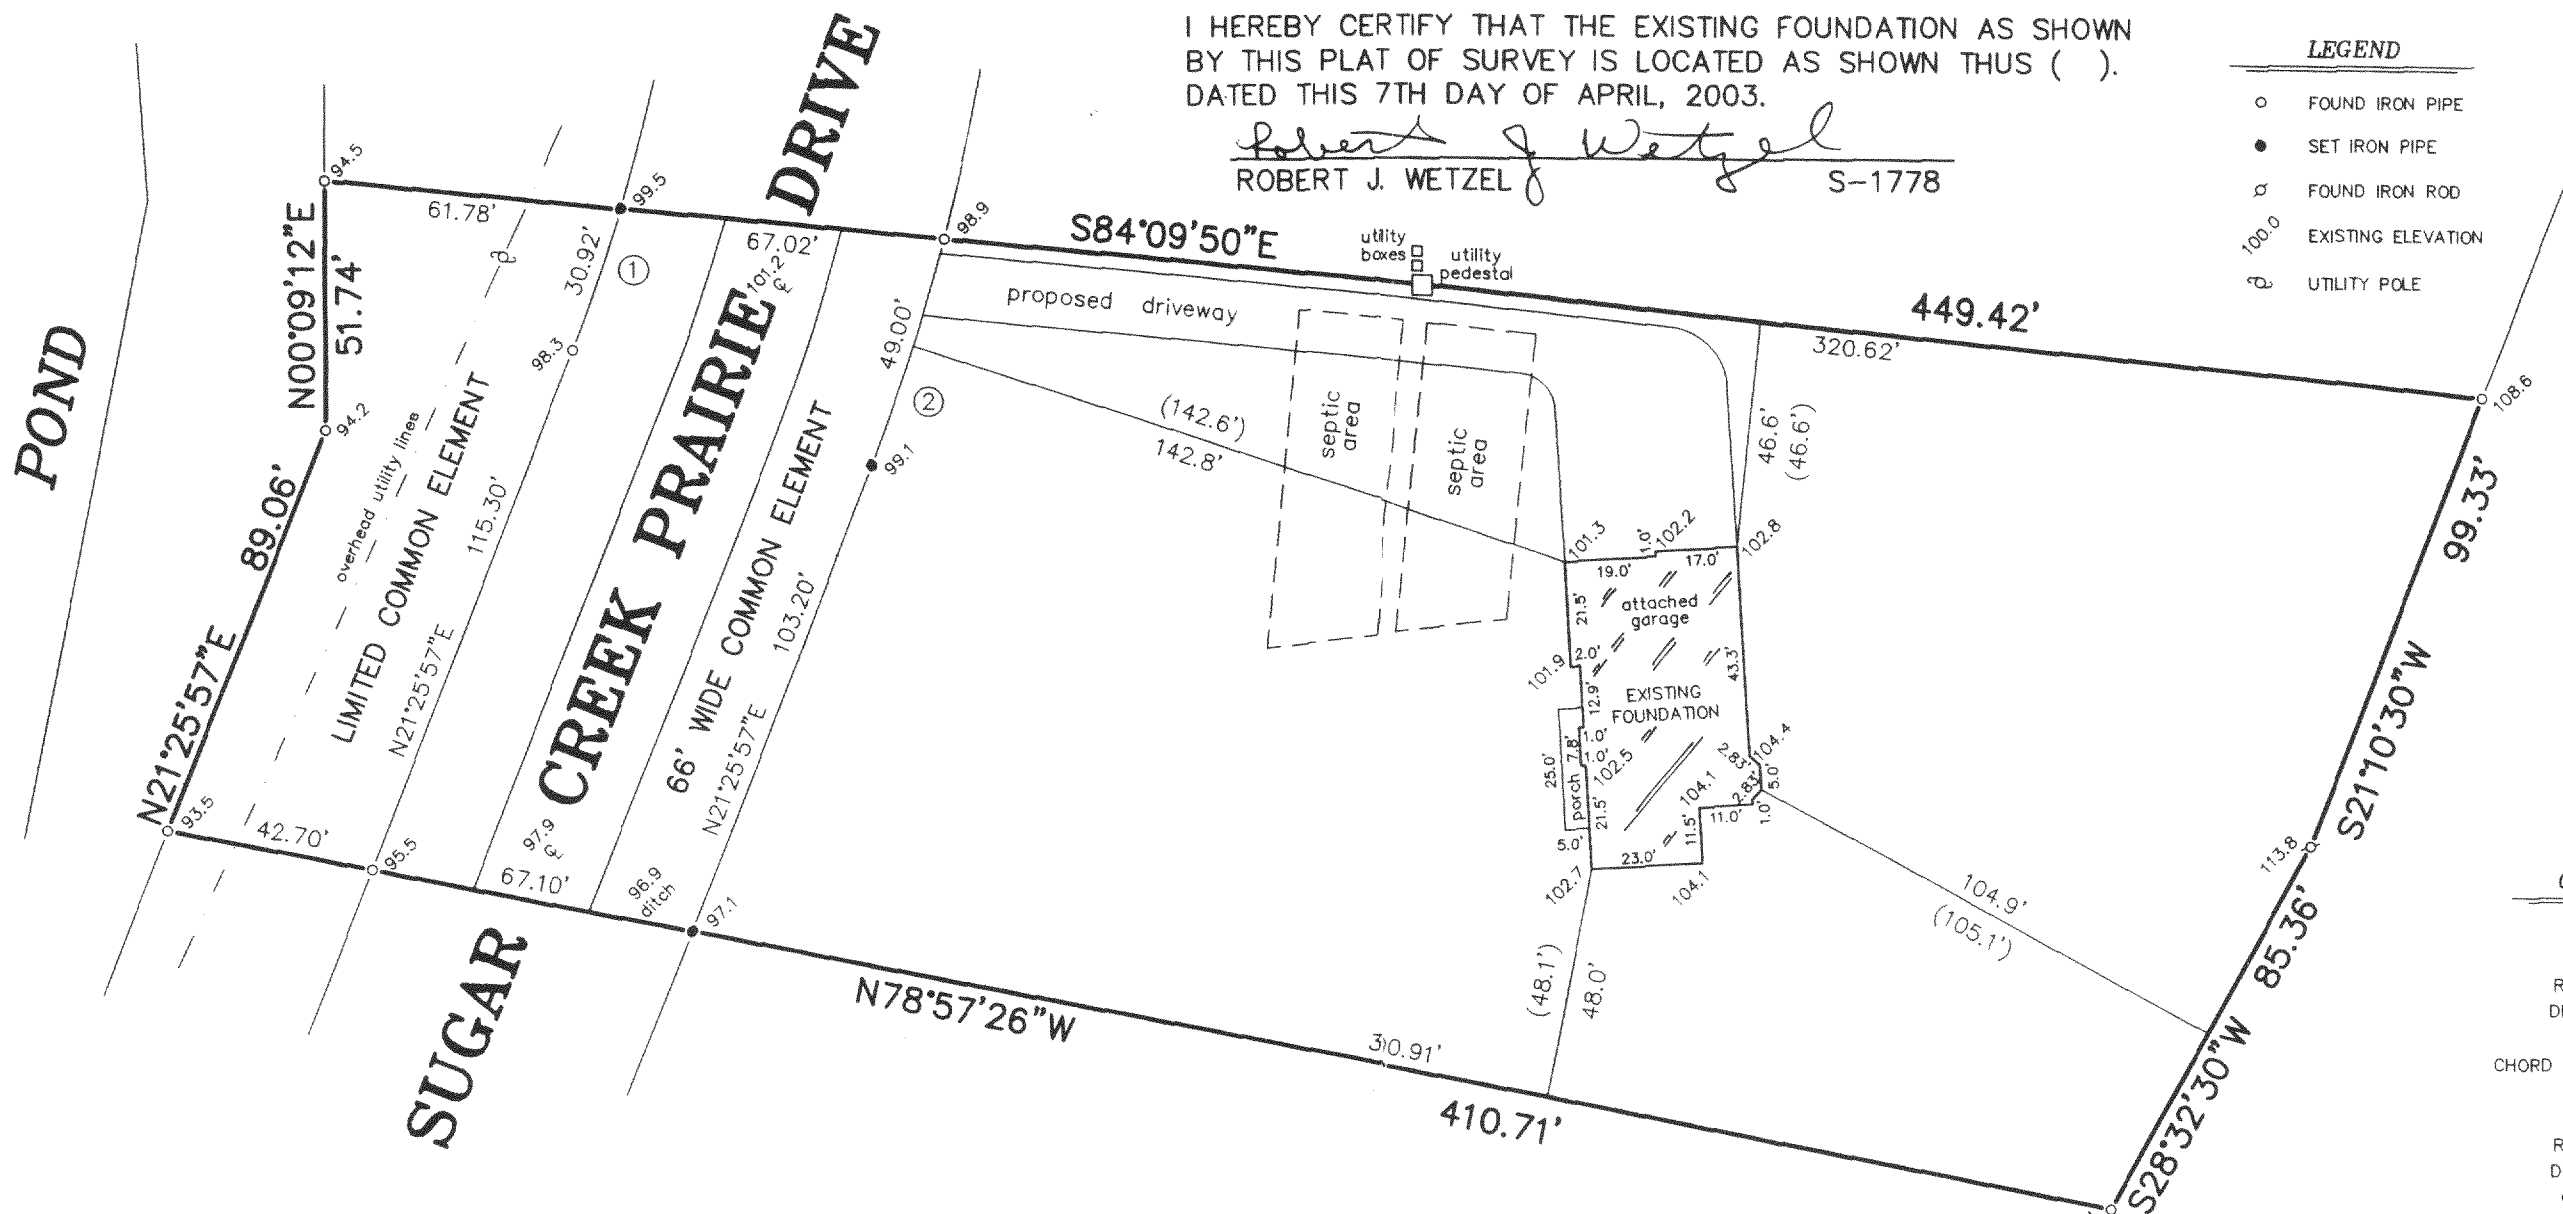 I HEREBY CERTIFY THAT THE EXISTING FOUNDATION AS SHOWN
BY THIS PLAT OF SURVEY IS LOCATED AS SHOWN THUS ( ).
DATED THIS 7TH DAY OF APRIL, 2003.
Robert J Wetzel
ROBERT J. WETZEL S-1778
LEGEND
FOUND IRON PIPE
SET IRON PIPE
FOUND IRON ROD
100.0 EXISTING ELEVATION
UTILITY POLE
POND
N00°09'12"E
51.74'
94.5
94.2
89.06'
N21°25'57"E
93.5
61.78'
99.5
30.92'
1
98.3
overhead utility lines
LIMITED COMMON ELEMENT
115.30'
N21°25'57"E
42.70'
95.5
SUGAR CREEK PRAIRIE DRIVE
67.02'
101.2
℄
98.9
49.00'
2
99.1
66' WIDE COMMON ELEMENT
103.20'
N21°25'57"E
97.9
℄
67.10'
96.9
ditch
97.1
S84°09'50"E
449.42'
320.62'
utility
boxes
utility
pedestal
proposed driveway
septic
area
septic
area
(142.6')
142.8'
46.6'
(46.6')
101.3
1.0'
102.2
102.8
19.0'
17.0'
21.5'
attached
garage
2.0'
101.9
43.3'
12.9'
EXISTING
FOUNDATION
1.0'
7.8'
1.0'
102.5
25.0'
porch
21.5'
5.0'
2.83'
104.4
5.0'
2.83'
104.1
1.0'
11.0'
11.5'
23.0'
102.7
104.1
(48.1')
48.0'
104.9'
(105.1')
108.6
99.33'
S21°10'30"W
113.8
85.36'
S28°32'30"W
N78°57'26"W
410.71'
CHORD